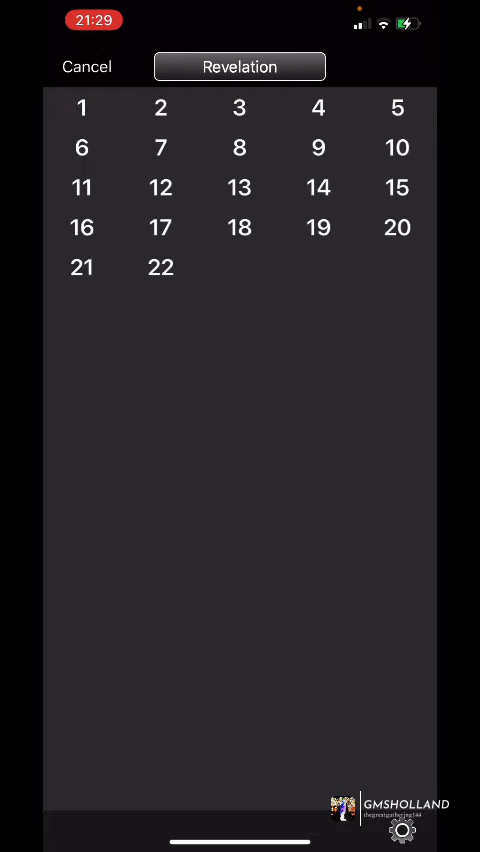 21:29
Cancel Revelation
1 2 3 4 5
6 7 8 9 10
11 12 13 14 15
16 17 18 19 20
21 22
GMSHOLLAND
thegreatgathering144